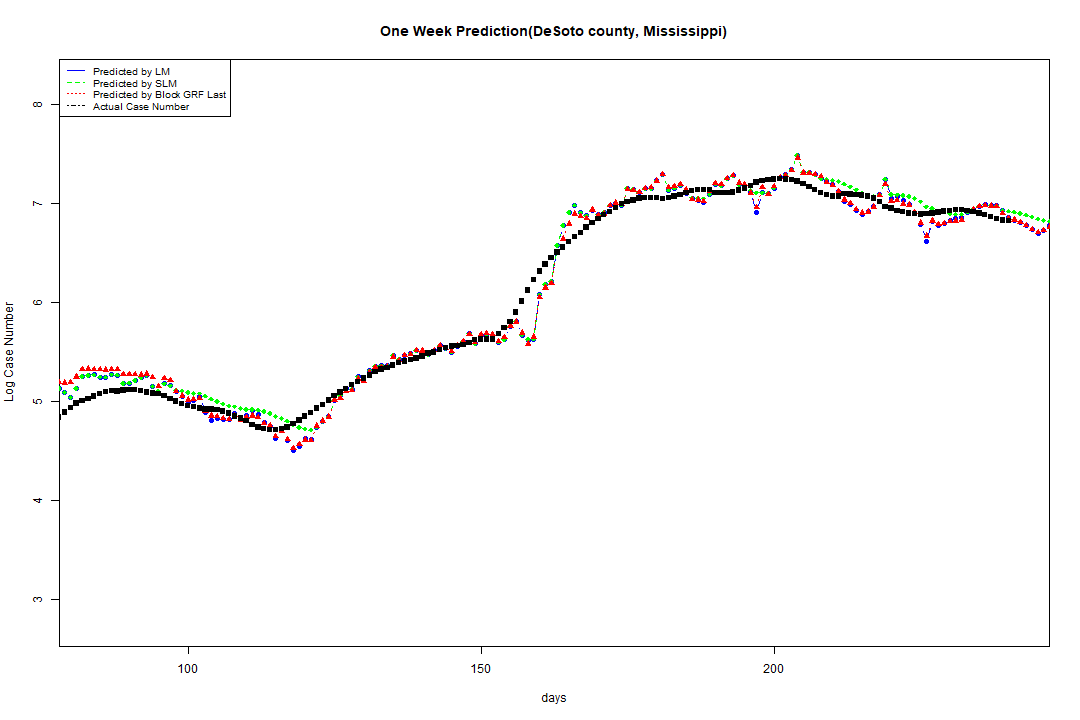 One Week Prediction(DeSoto county, Mississippi)
Predicted by LM
Predicted by SLM
Predicted by Block GRF Last
Actual Case Number
8
7
6
5
4
3
Log Case Number
100
150
200
days